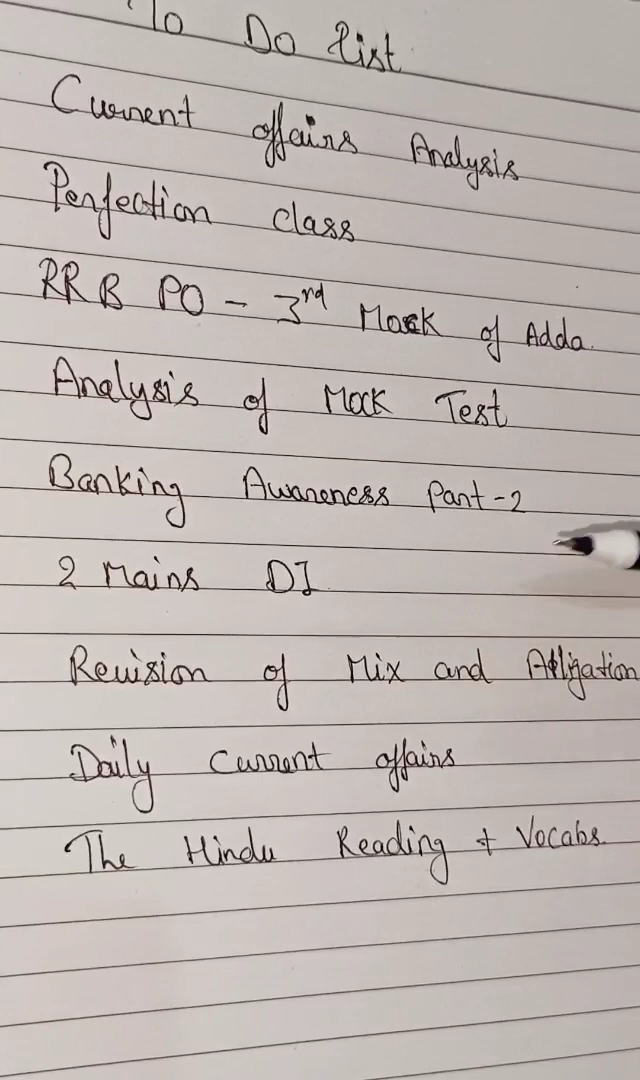 To Do List
Current affairs Analysis
Perfection class
RRB PO - 3rd Mock of Adda.
Analysis of Mock Test
Banking Awareness Part-2
2 Mains DI
Revision of Mix and Alligation
Daily Current affairs
The Hindu Reading + Vocabs.